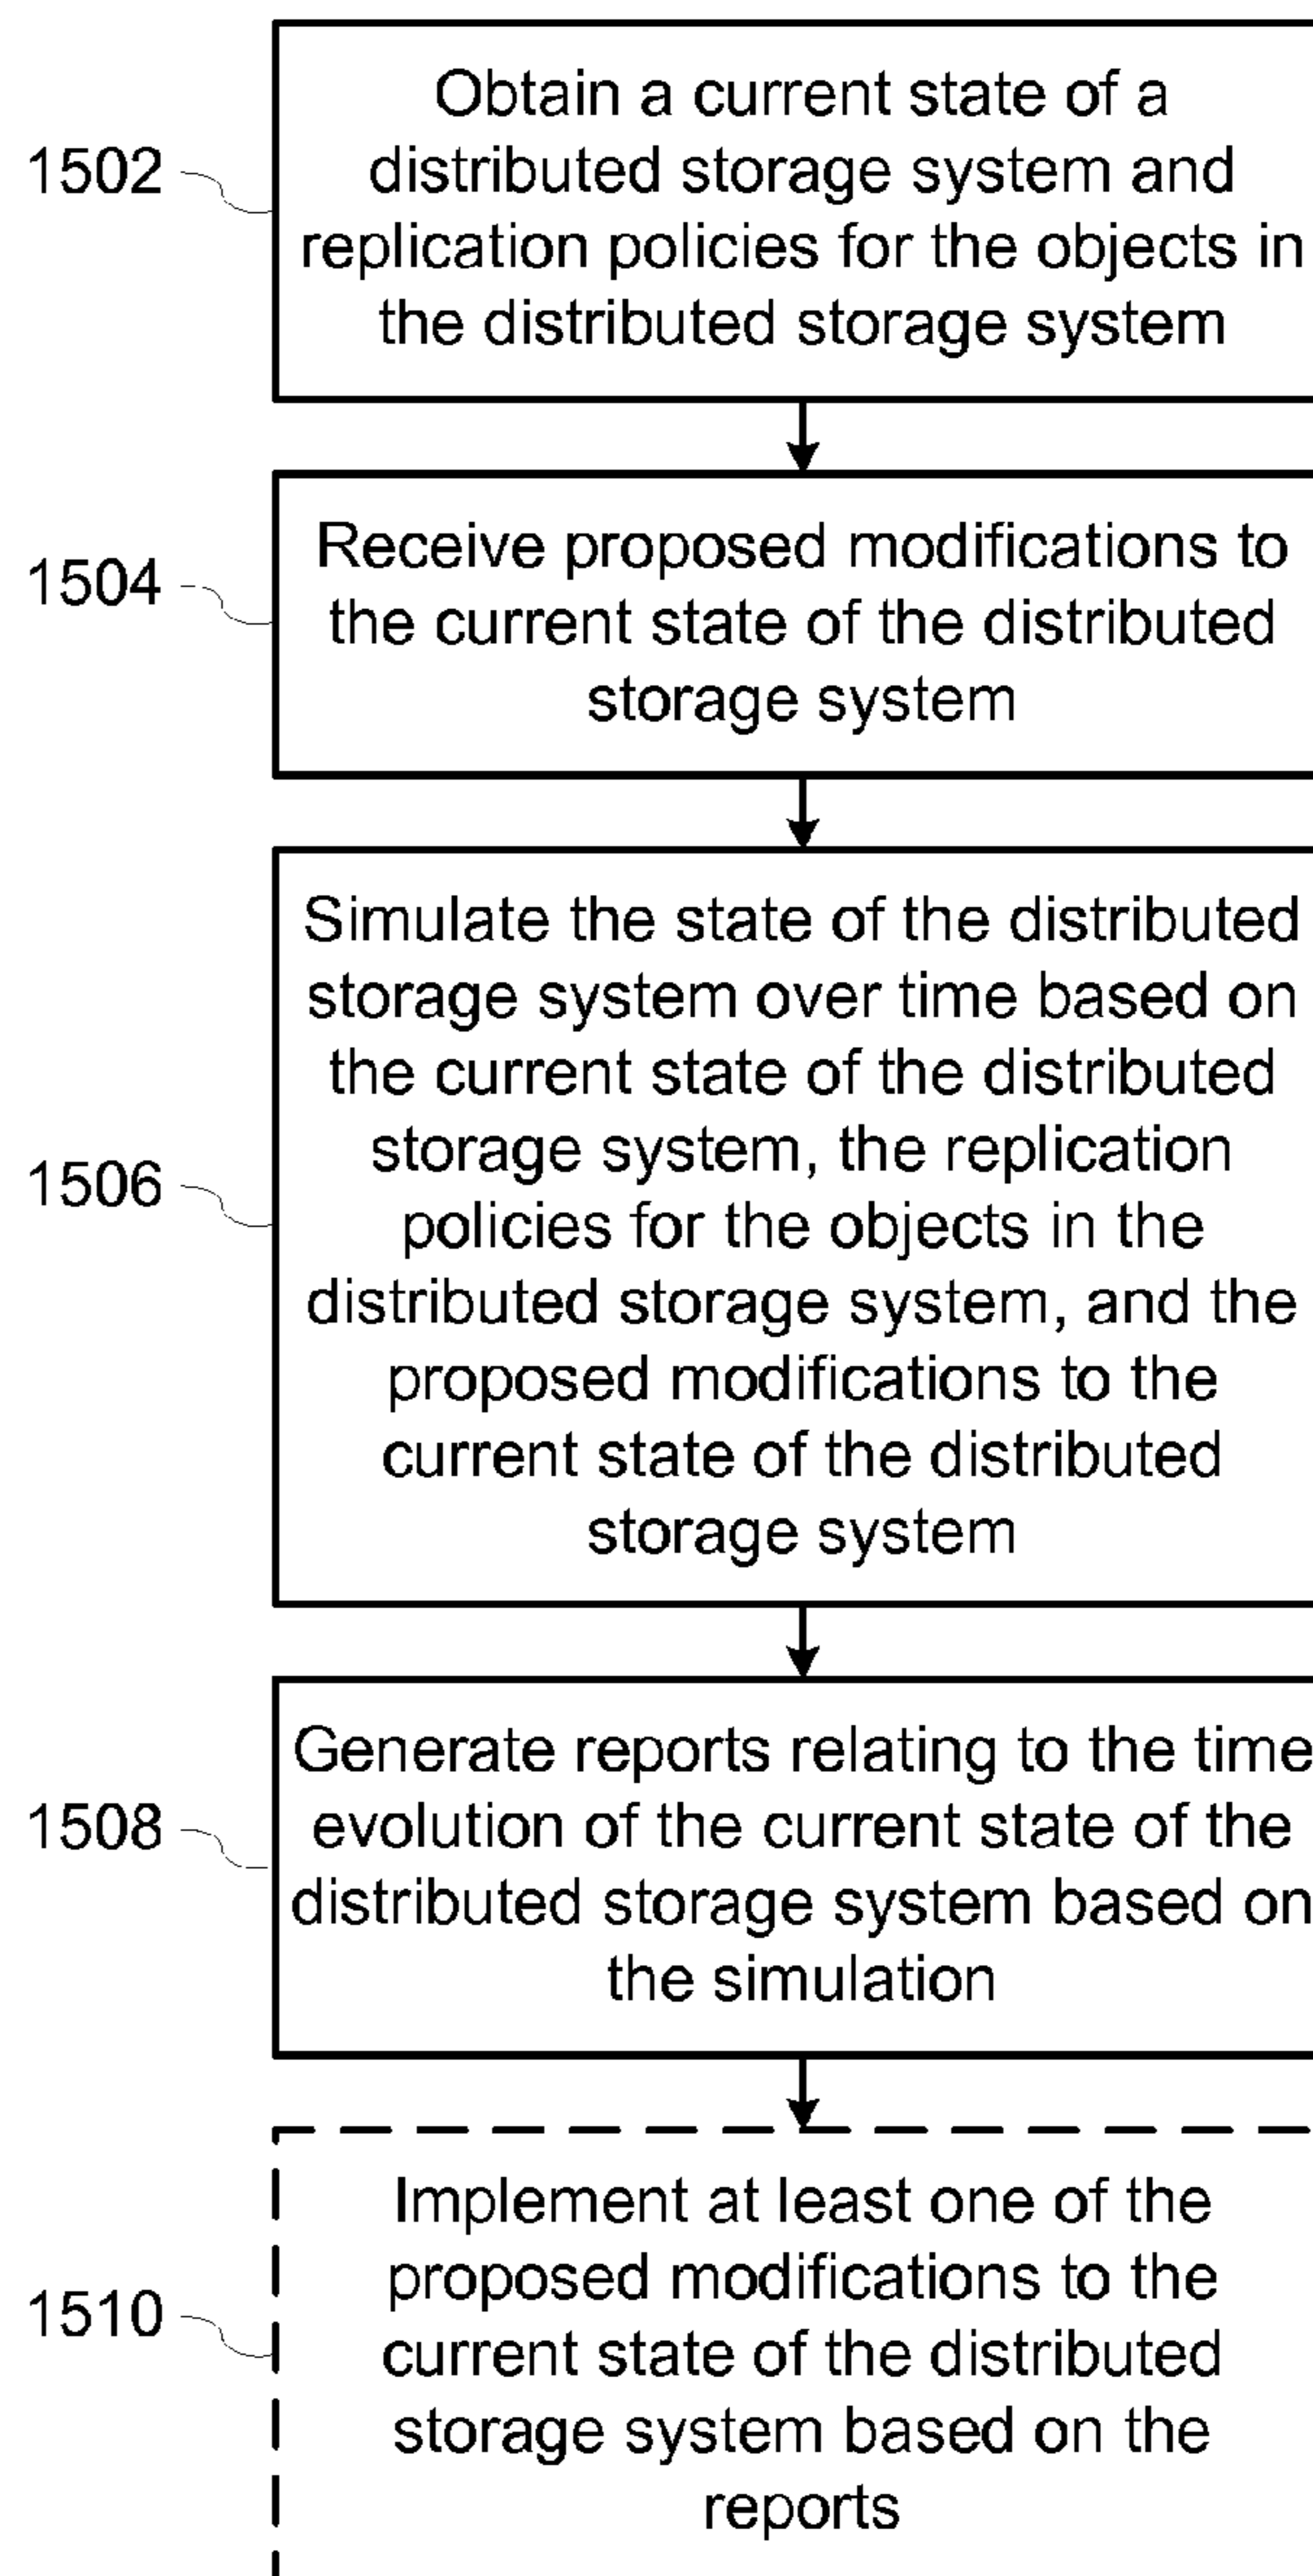 Obtain a current state of a
1502
distributed storage system and
replication policies for the objects in
the distributed storage system
Receive proposed modifications to
1504
the current state of the distributed
storage system
Simulate the state of the distributed
storage system over time based on
the current state of the distributed
storage system, the replication
1506
policies for the objects in the
distributed storage system, and the
proposed modifications to the
current state of the distributed
storage system
Generate reports relating to the time
1508
evolution of the current state of the
distributed storage system based on
the simulation
Implement at least one of the
proposed modifications to the
1510
current state of the distributed
storage system based on the
reports